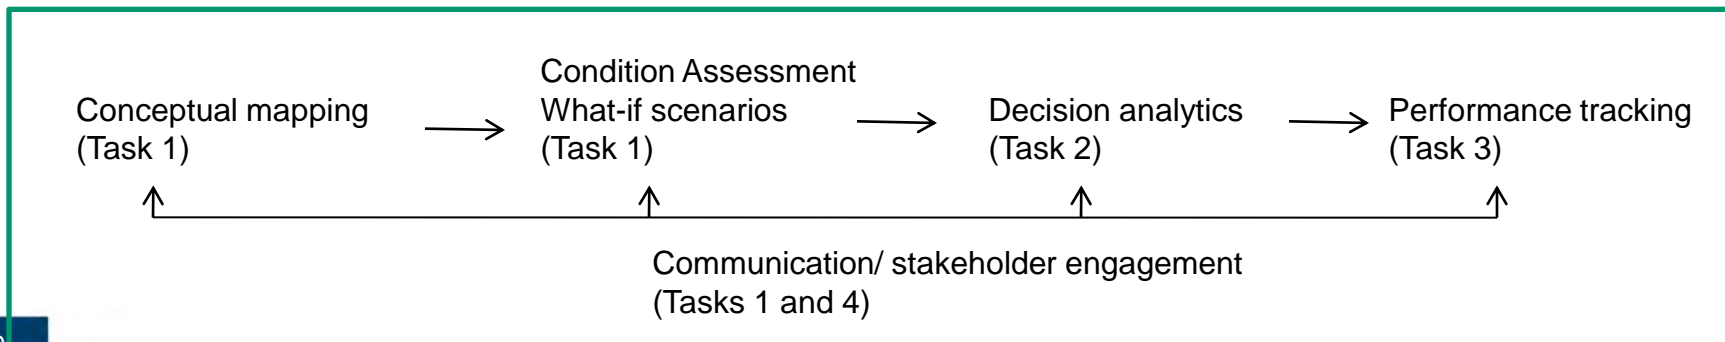 Conceptual mapping
(Task 1)
Condition Assessment
What-if scenarios
(Task 1)
Decision analytics
(Task 2)
Performance tracking
(Task 3)
Communication/ stakeholder engagement
(Tasks 1 and 4)